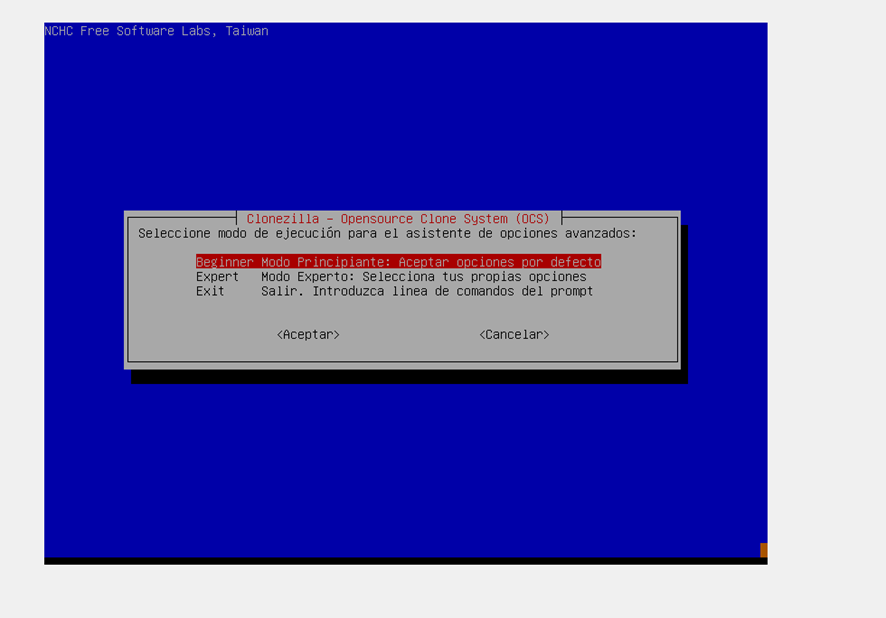 NCHC Free Software Labs, Taiwan
Clonezilla - Opensource Clone System (OCS)
Seleccione modo de ejecución para el asistente de opciones avanzados:
Beginner Modo Principiante: Aceptar opciones por defecto
Expert Modo Experto: Selecciona tus propias opciones
Exit Salir. Introduzca linea de comandos del prompt
<Aceptar> <Cancelar>